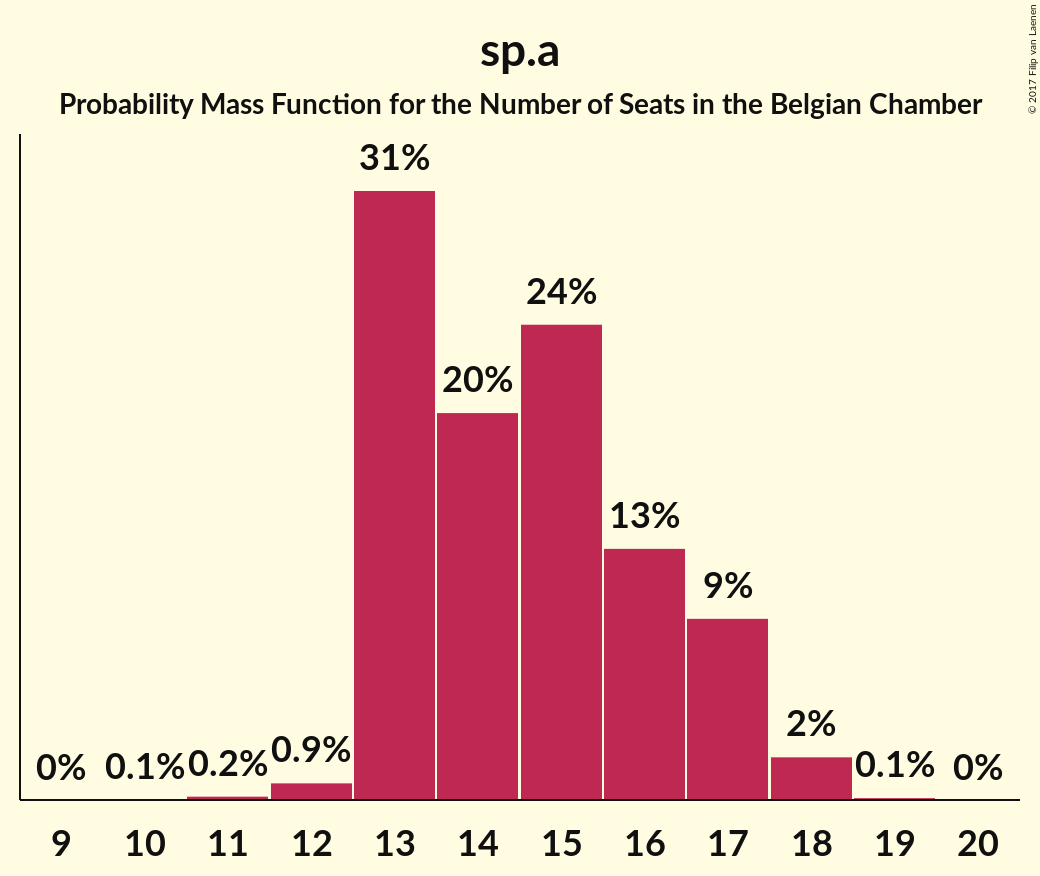 sp.a
Probability Mass Function for the Number of Seats in the Belgian Chamber
© 2017 Filip van Laenen
31%
24%
20%
13%
9%
2%
0.9%
0% 0.1% 0.2% 0.1% 0%
9 10 11 12 13 14 15 16 17 18 19 20